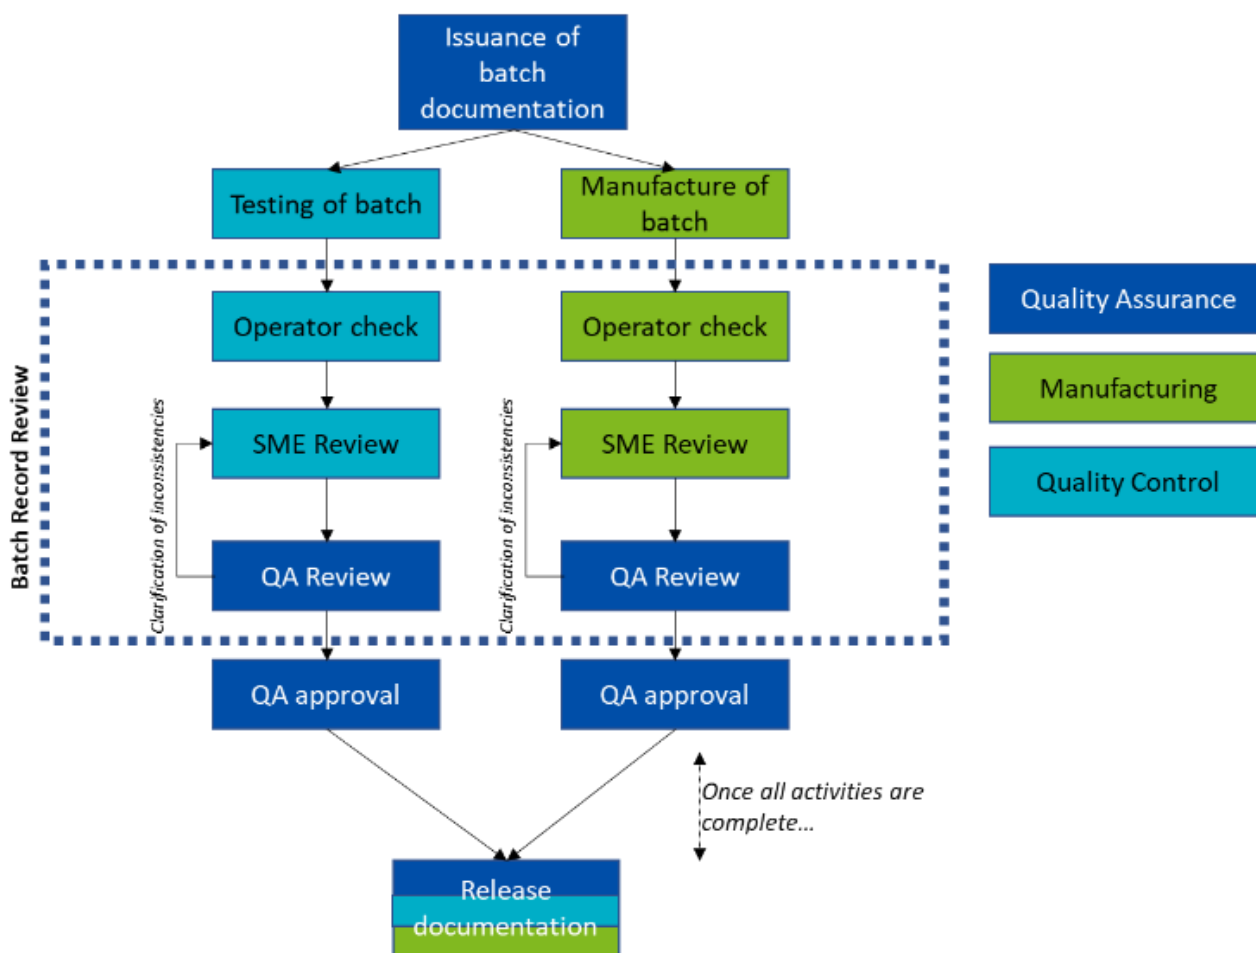 Issuance of
batch
documentation
Testing of batch
Manufacture of
batch
Batch Record Review
Operator check
Operator check
Clarification of inconsistencies
SME Review
Clarification of inconsistencies
SME Review
QA Review
QA Review
QA approval
QA approval
Once all activities are
complete...
Release
documentation
Quality Assurance
Manufacturing
Quality Control